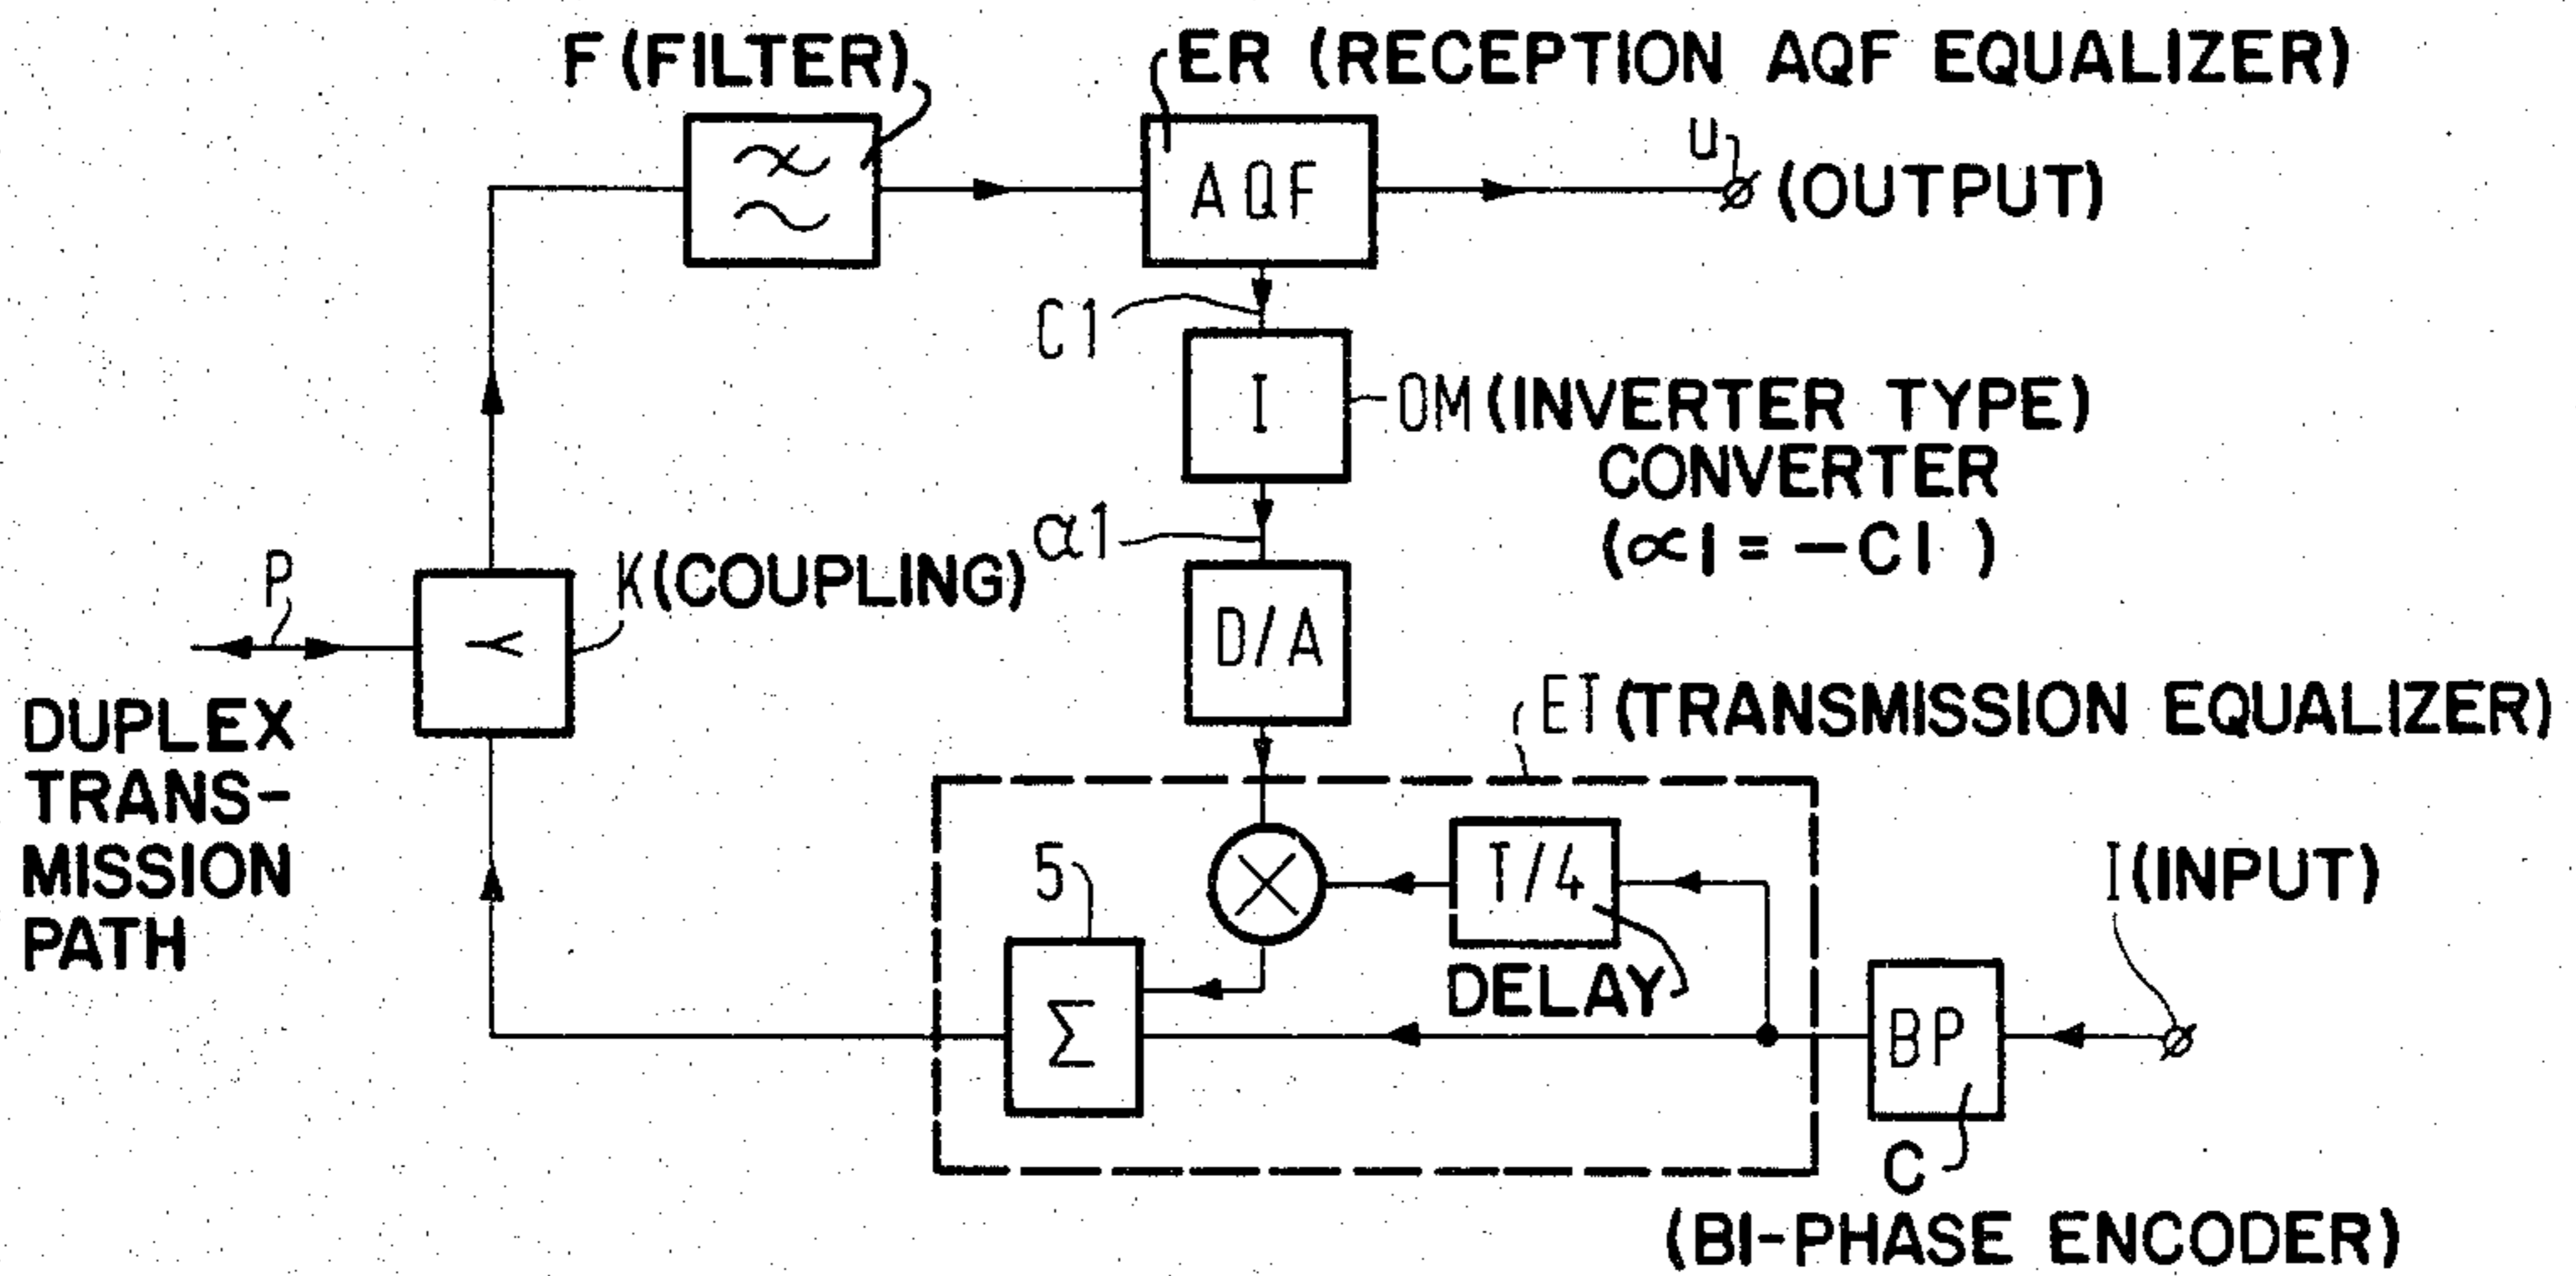 F (FILTER)
ER (RECEPTION AQF EQUALIZER)
AQF
U
(OUTPUT)
C1
I
OM (INVERTER TYPE)
CONVERTER
(∝1 = −C1 )
α1
P
K (COUPLING)
D/A
DUPLEX
TRANS-
MISSION
PATH
ET (TRANSMISSION EQUALIZER)
5
T/4
DELAY
I (INPUT)
Σ
BP
C
(BI-PHASE ENCODER)